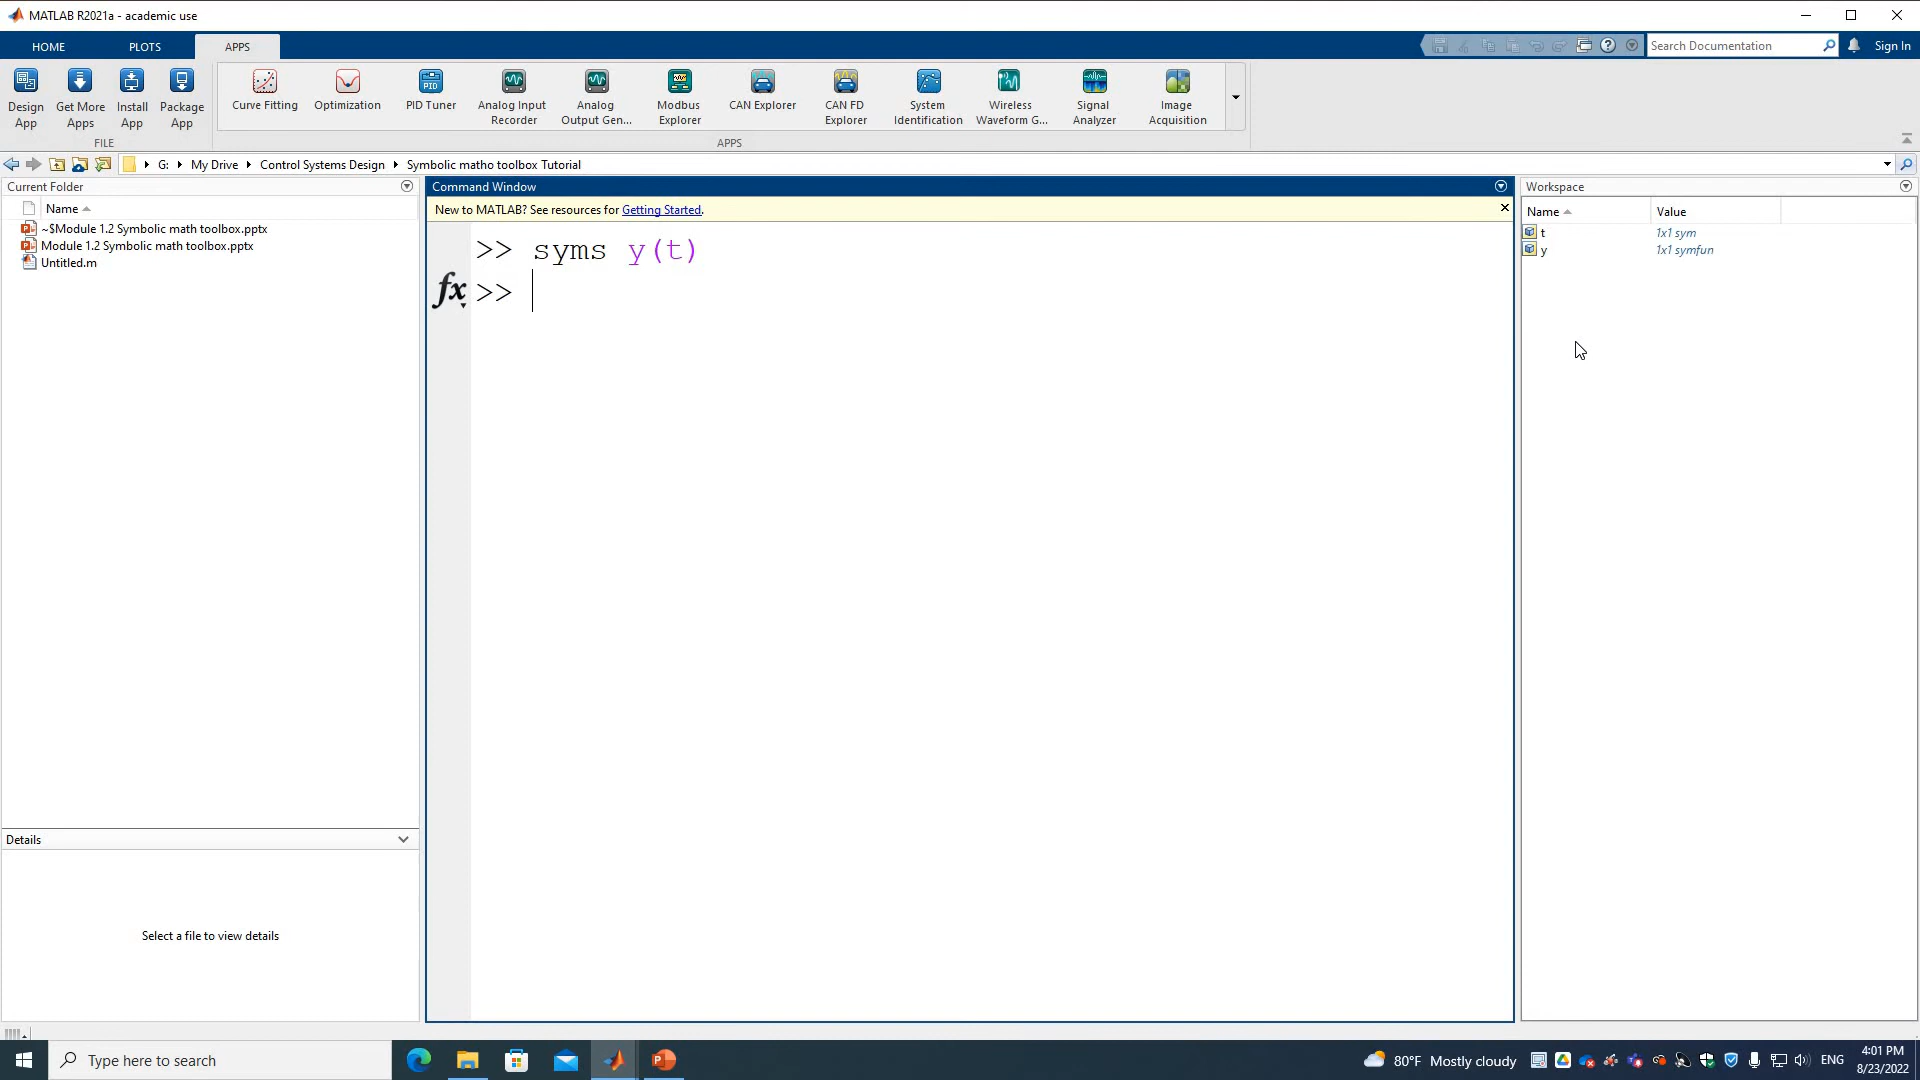 MATLAB R2021a - academic use
HOME PLOTS APPS
Search Documentation
Sign In
Design App
Get More Apps
Install App
Package App
Curve Fitting
Optimization
PID Tuner
Analog Input Recorder
Analog Output Gen...
Modbus Explorer
CAN Explorer
CAN FD Explorer
System Identification
Wireless Waveform G...
Signal Analyzer
Image Acquisition
FILE
APPS
G: My Drive Control Systems Design Symbolic matho toolbox Tutorial
Current Folder
Name
~$Module 1.2 Symbolic math toolbox.pptx
Module 1.2 Symbolic math toolbox.pptx
Untitled.m
Details
Select a file to view details
Command Window
New to MATLAB? See resources for Getting Started.
>> syms y(t)
fx >>
Workspace
Name Value
t 1x1 sym
y 1x1 symfun
Type here to search
80°F Mostly cloudy
ENG
4:01 PM
8/23/2022